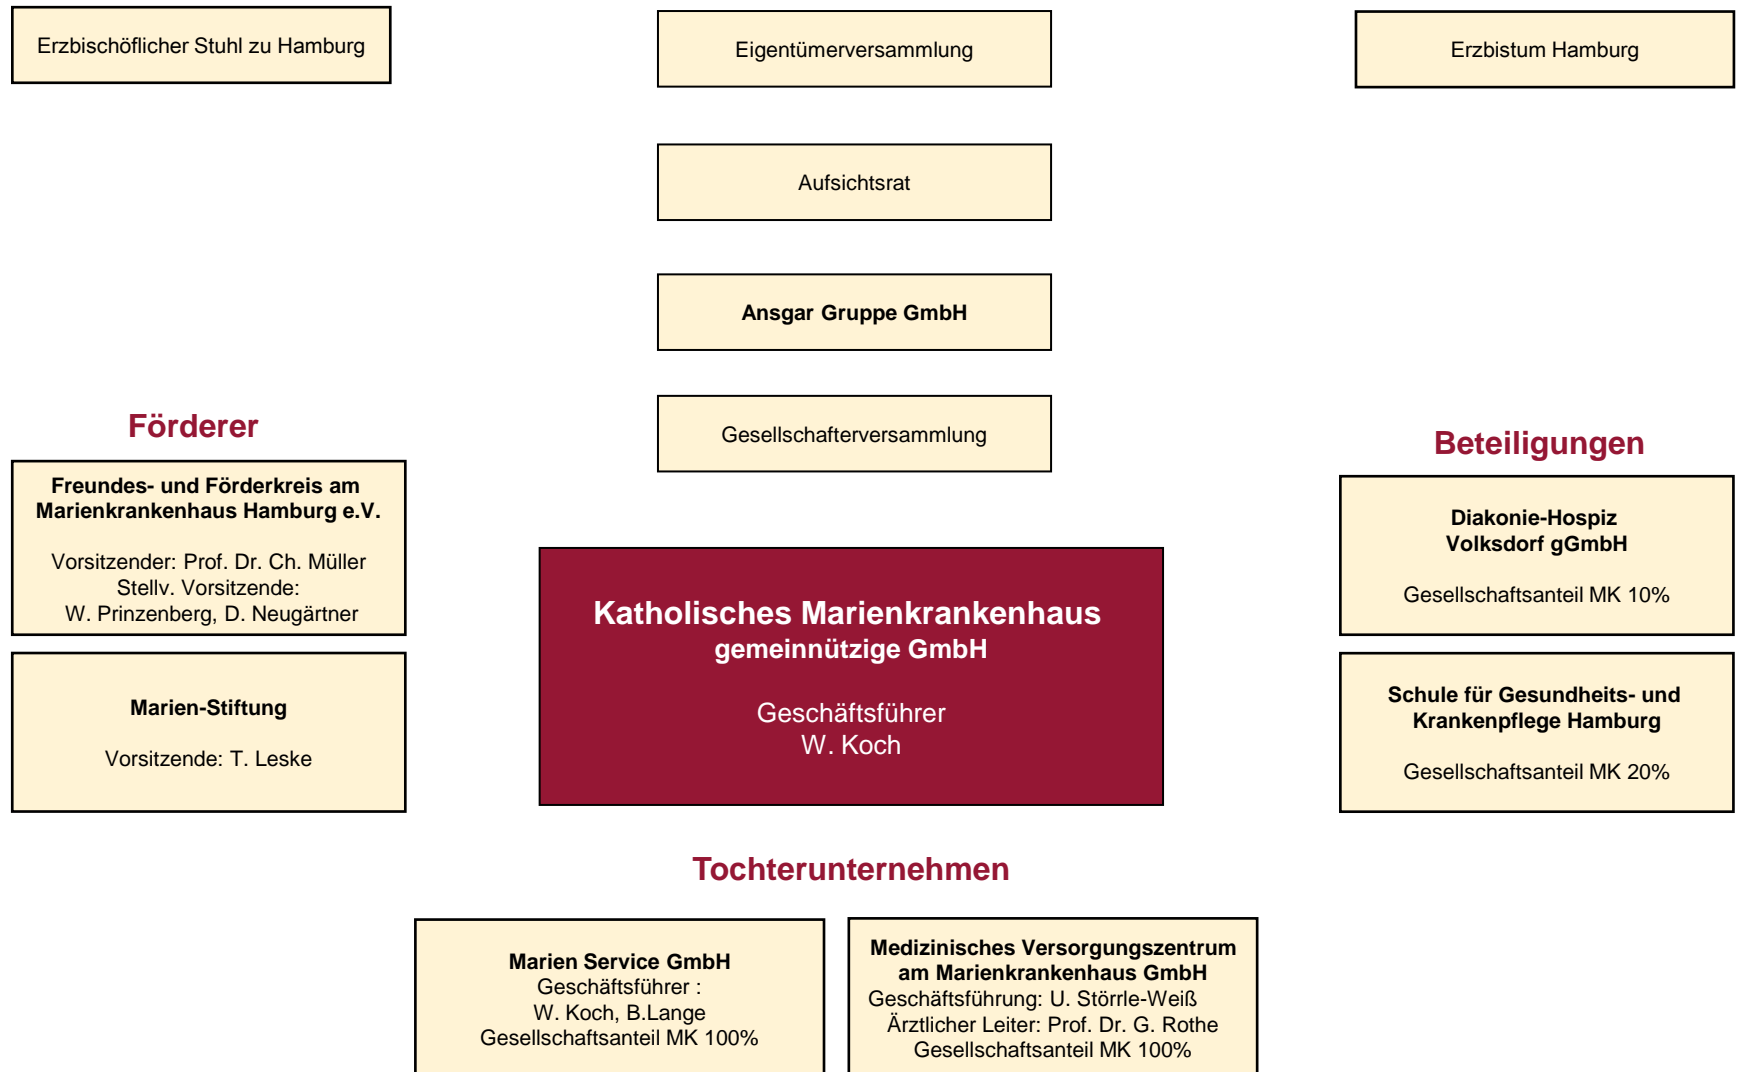 Erzbischöflicher Stuhl zu Hamburg
Eigentümerversammlung
Erzbistum Hamburg
Aufsichtsrat
Ansgar Gruppe GmbH
Gesellschafterversammlung
Förderer
Freundes- und Förderkreis am
Marienkrankenhaus Hamburg e.V.
Vorsitzender: Prof. Dr. Ch. Müller
Stellv. Vorsitzende:
W. Prinzenberg, D. Neugärtner
Marien-Stiftung
Vorsitzende: T. Leske
Katholisches Marienkrankenhaus
gemeinnützige GmbH
Geschäftsführer
W. Koch
Beteiligungen
Diakonie-Hospiz
Volksdorf gGmbH
Gesellschaftsanteil MK 10%
Schule für Gesundheits- und
Krankenpflege Hamburg
Gesellschaftsanteil MK 20%
Tochterunternehmen
Marien Service GmbH
Geschäftsführer :
W. Koch, B.Lange
Gesellschaftsanteil MK 100%
Medizinisches Versorgungszentrum
am Marienkrankenhaus GmbH
Geschäftsführung: U. Störrle-Weiß
Ärztlicher Leiter: Prof. Dr. G. Rothe
Gesellschaftsanteil MK 100%